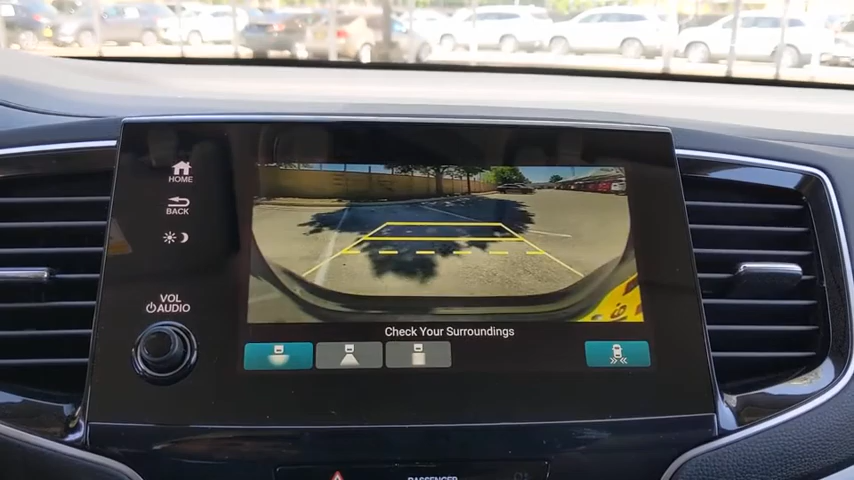 HOME
BACK
VOL
AUDIO
Check Your Surroundings
PASSENGER